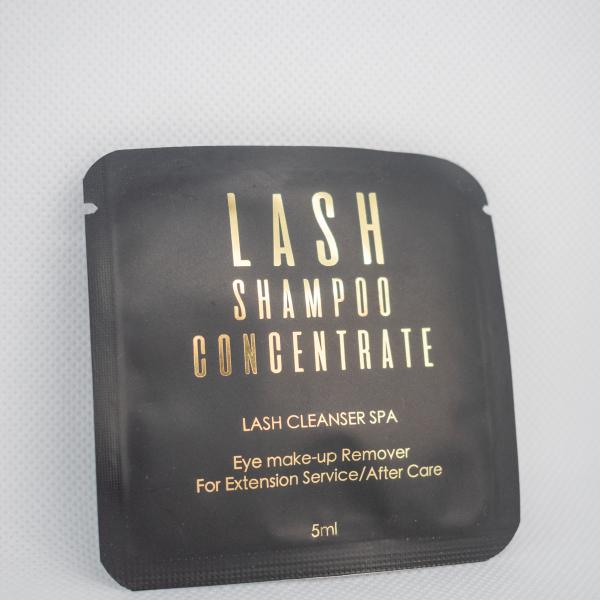 LASH
SHAMPOO
CONCENTRATE
LASH CLEANSER SPA
Eye make-up Remover
For Extension Service/After Care
5ml